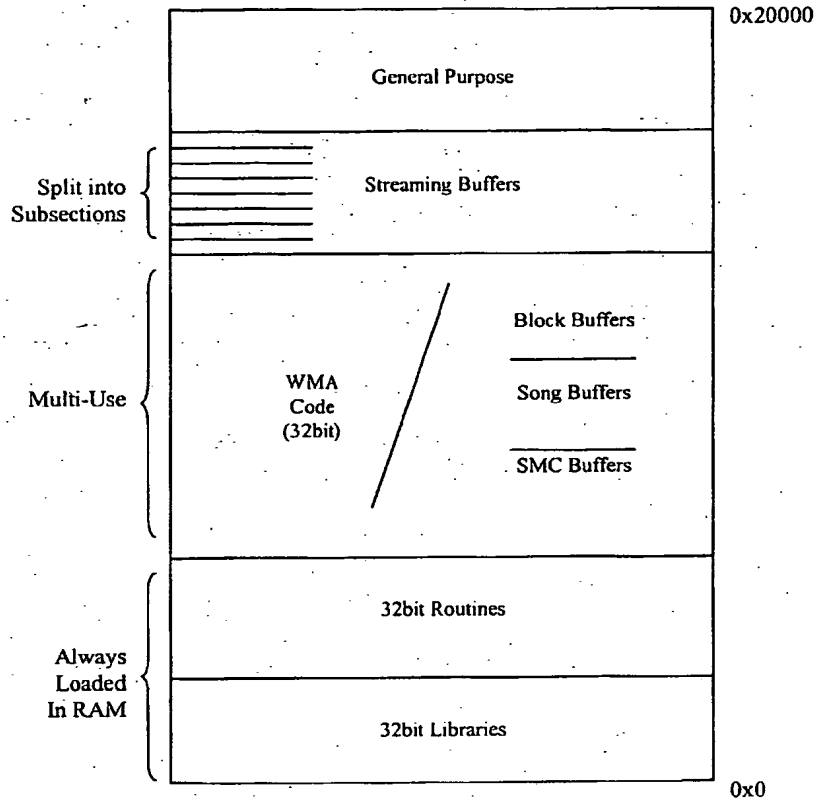 0x20000
General Purpose
Split into
Subsections
Streaming Buffers
Multi-Use
WMA
Code
(32bit)
Block Buffers
Song Buffers
SMC Buffers
Always
Loaded
In RAM
32bit Routines
32bit Libraries
0x0